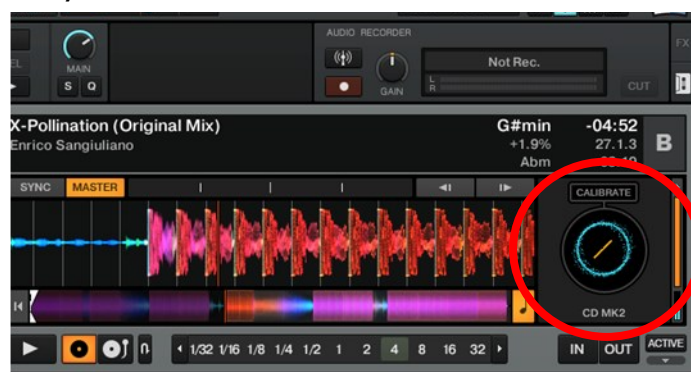 AUDIO RECORDER
MAIN
S Q
GAIN
L
R
Not Rec.
CUT
FX
X-Pollination (Original Mix)
Enrico Sangiuliano
G#min
+1.9%
Abm
-04:52
27.1.3
B
SYNC MASTER
CALIBRATE
CD MK2
1/32 1/16 1/8 1/4 1/2 1 2 4 8 16 32
IN OUT ACTIVE